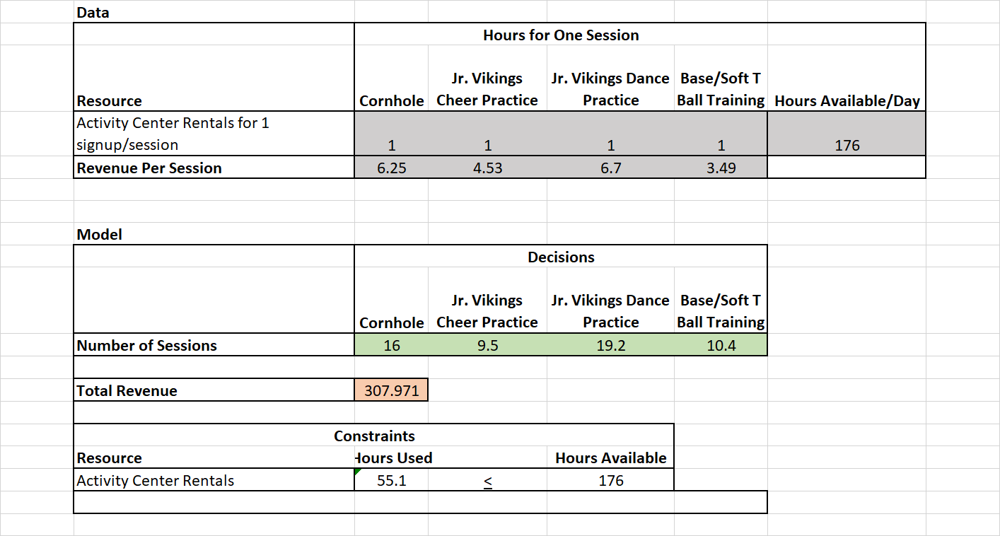 Data
Hours for One Session
Resource Cornhole Jr. Vikings Cheer Practice Jr. Vikings Dance Practice Base/Soft T Ball Training Hours Available/Day
Activity Center Rentals for 1
signup/session 1 1 1 1 176
Revenue Per Session 6.25 4.53 6.7 3.49
Model
Decisions
Cornhole Jr. Vikings Cheer Practice Jr. Vikings Dance Practice Base/Soft T Ball Training
Number of Sessions 16 9.5 19.2 10.4
Total Revenue 307.971
Constraints
Resource Hours Used Hours Available
Activity Center Rentals 55.1 ≤ 176